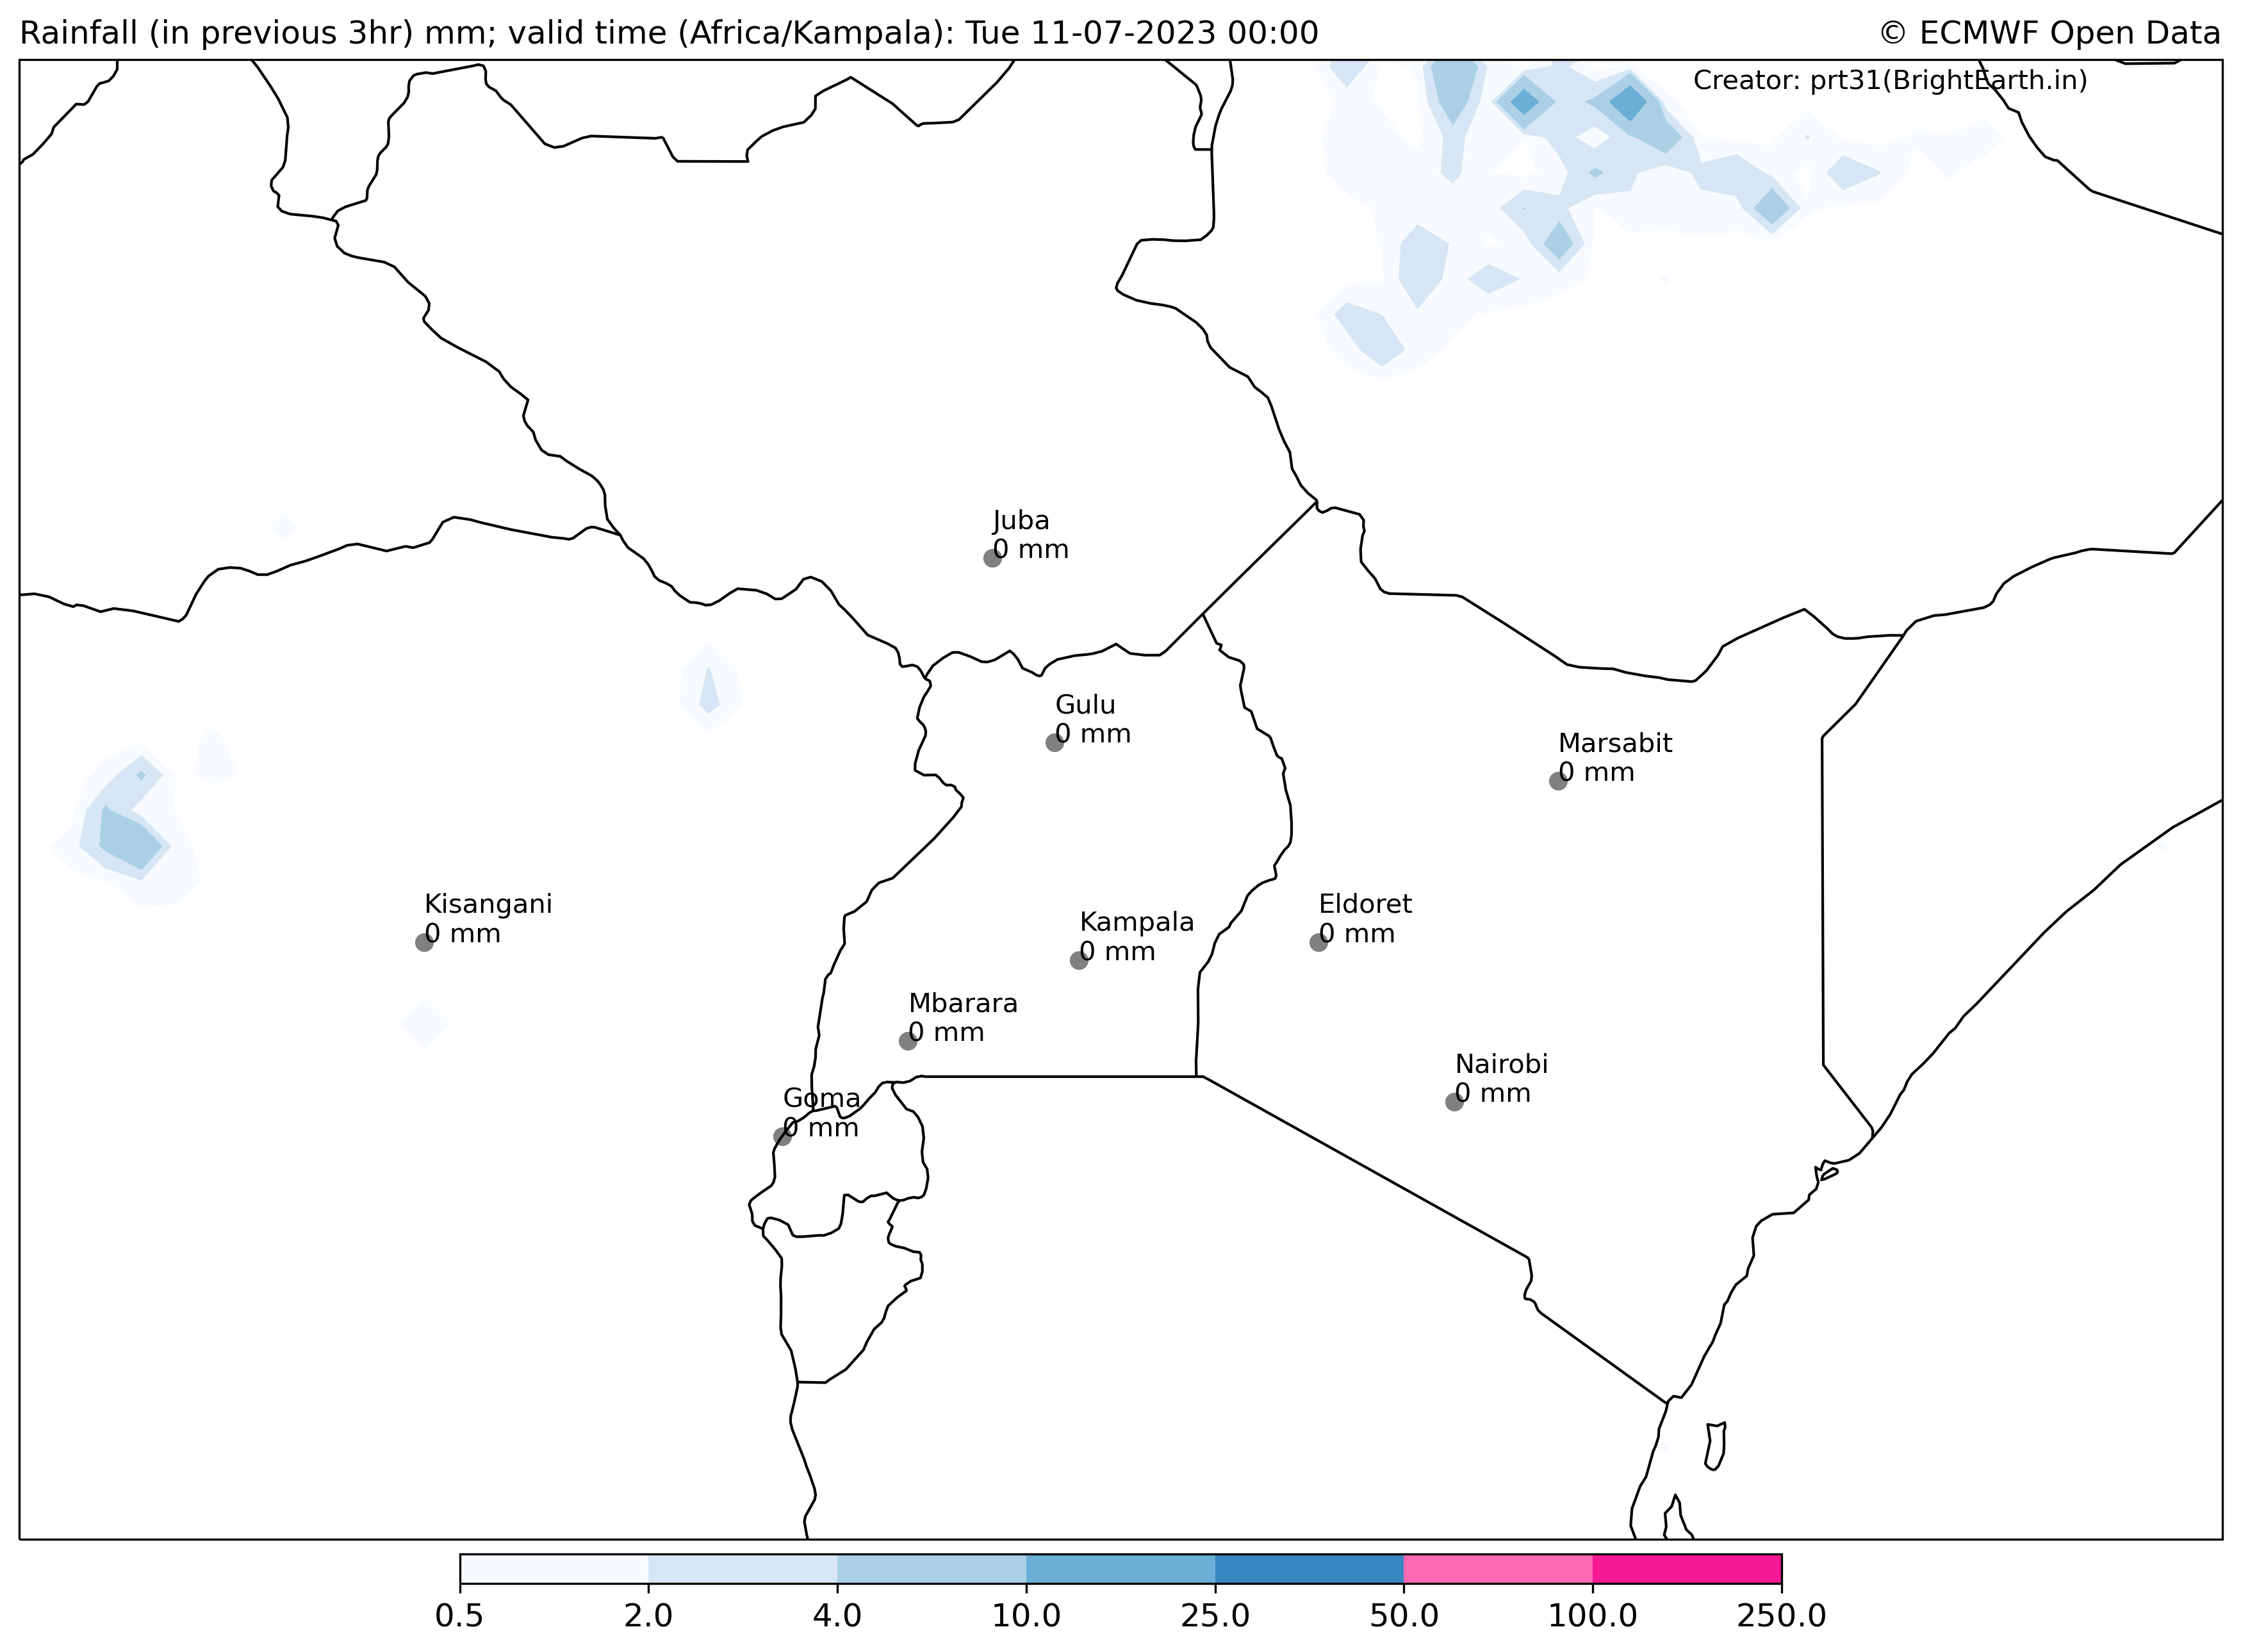 Rainfall (in previous 3hr) mm; valid time (Africa/Kampala): Tue 11-07-2023 00:00
© ECMWF Open Data
Creator: prt31(BrightEarth.in)
Juba
0 mm
Gulu
0 mm
Marsabit
0 mm
Kisangani
0 mm
Eldoret
0 mm
Kampala
0 mm
Mbarara
0 mm
Nairobi
0 mm
Goma
0 mm
0.5 2.0 4.0 10.0 25.0 50.0 100.0 250.0